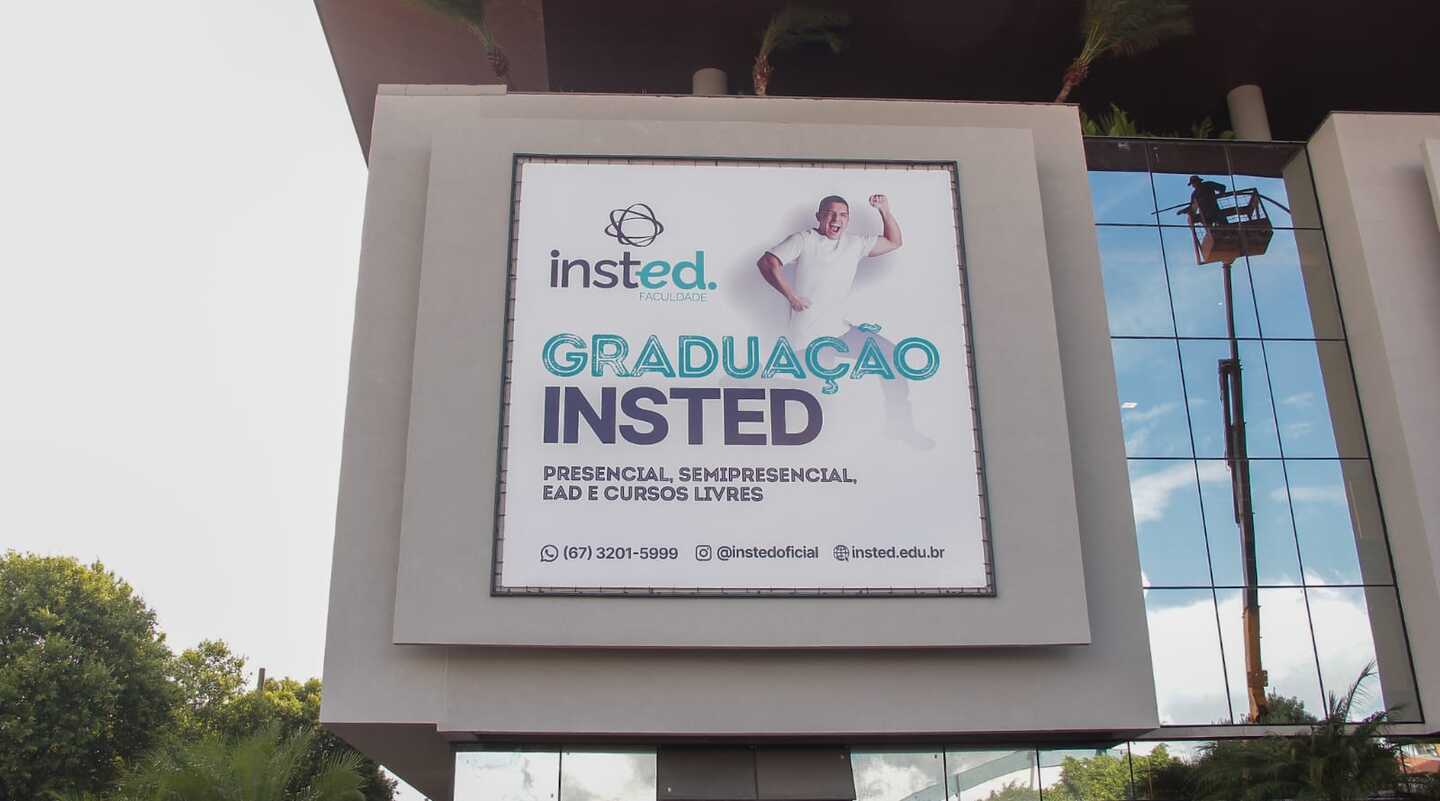 insted.
FACULDADE
GRADUAÇÃO
INSTED
PRESENCIAL, SEMIPRESENCIAL,
EAD E CURSOS LIVRES
(67) 3201-5999 @instedoficial insted.edu.br